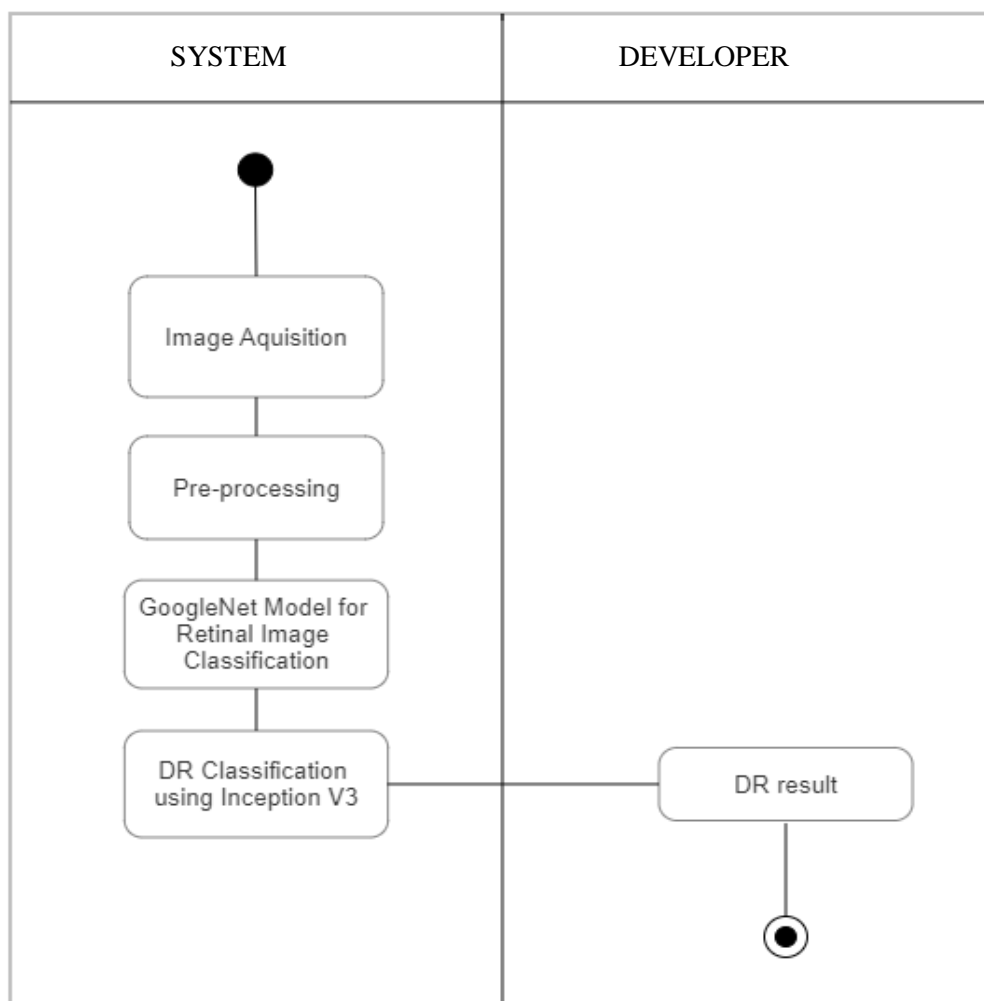 SYSTEM
DEVELOPER
Image Aquisition
Pre-processing
GoogleNet Model for
Retinal Image
Classification
DR Classification
using Inception V3
DR result